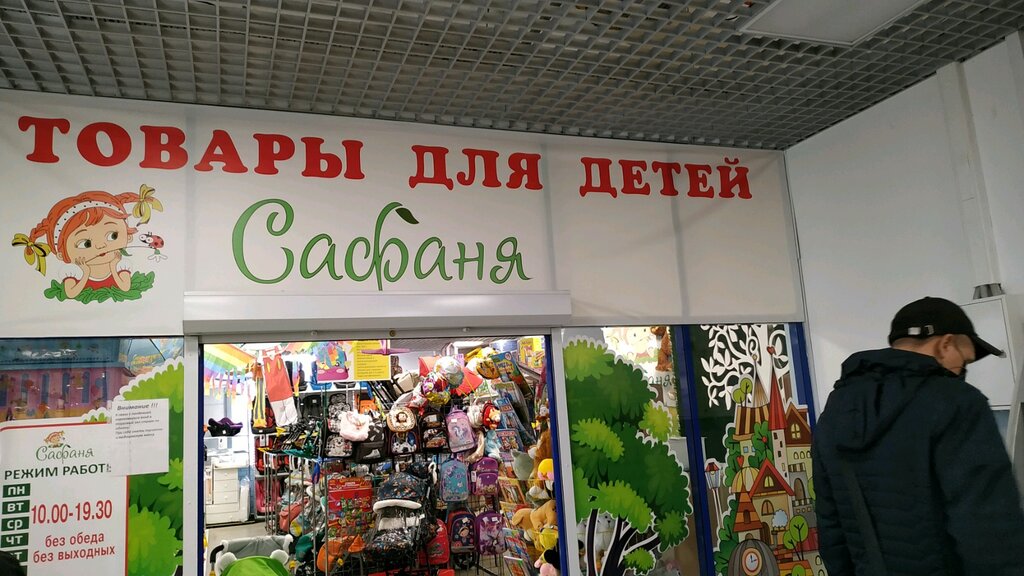 ТОВАРЫ ДЛЯ ДЕТЕЙ
Сафаня
Внимание !!!
Сафаня
РЕЖИМ РАБОТЫ
ПН
ВТ
СР
ЧТ
10.00-19.30
без обеда
без выходных